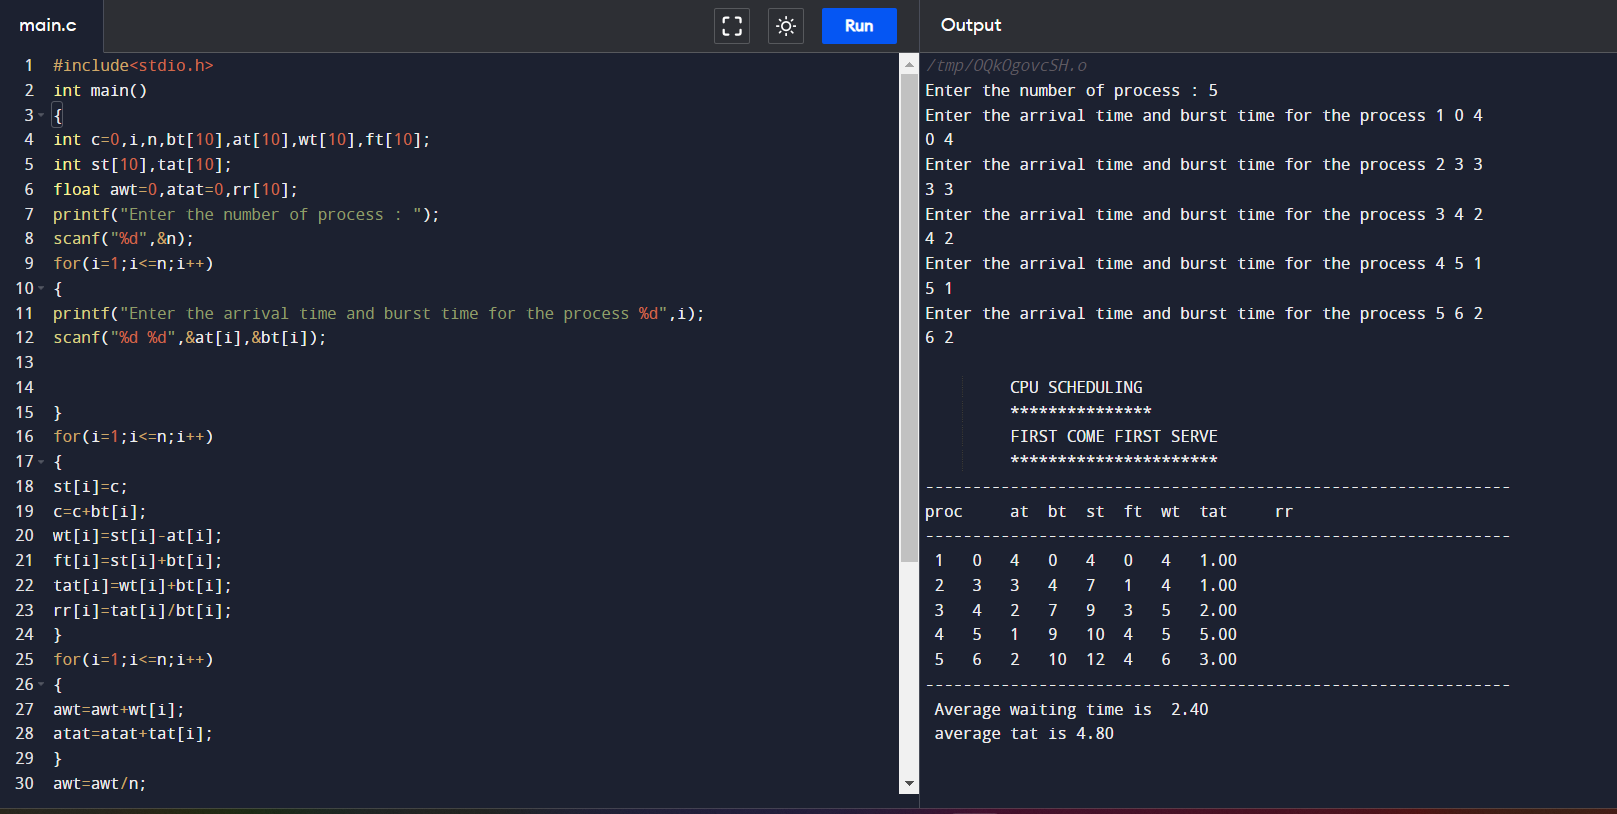 main.c
Run
Output
1 #include<stdio.h>
2 int main()
3 {
4 int c=0,i,n,bt[10],at[10],wt[10],ft[10];
5 int st[10],tat[10];
6 float awt=0,atat=0,rr[10];
7 printf("Enter the number of process : ");
8 scanf("%d",&n);
9 for(i=1;i<=n;i++)
10 {
11 printf("Enter the arrival time and burst time for the process %d",i);
12 scanf("%d %d",&at[i],&bt[i]);
13
14
15 }
16 for(i=1;i<=n;i++)
17 {
18 st[i]=c;
19 c=c+bt[i];
20 wt[i]=st[i]-at[i];
21 ft[i]=st[i]+bt[i];
22 tat[i]=wt[i]+bt[i];
23 rr[i]=tat[i]/bt[i];
24 }
25 for(i=1;i<=n;i++)
26 {
27 awt=awt+wt[i];
28 atat=atat+tat[i];
29 }
30 awt=awt/n;
/tmp/OQkOgovcSH.o
Enter the number of process : 5
Enter the arrival time and burst time for the process 1 0 4
0 4
Enter the arrival time and burst time for the process 2 3 3
3 3
Enter the arrival time and burst time for the process 3 4 2
4 2
Enter the arrival time and burst time for the process 4 5 1
5 1
Enter the arrival time and burst time for the process 5 6 2
6 2
CPU SCHEDULING
***************
FIRST COME FIRST SERVE
**********************
--------------------------------------------------------------
proc at bt st ft wt tat rr
--------------------------------------------------------------
1 0 4 0 4 0 4 1.00
2 3 3 4 7 1 4 1.00
3 4 2 7 9 3 5 2.00
4 5 1 9 10 4 5 5.00
5 6 2 10 12 4 6 3.00
--------------------------------------------------------------
Average waiting time is 2.40
average tat is 4.80